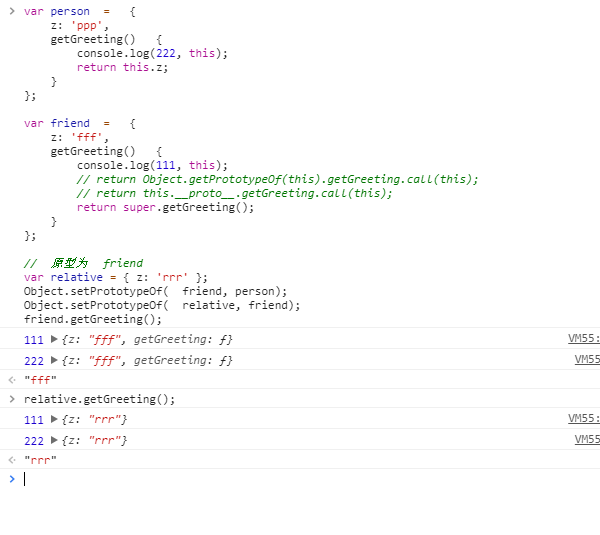 var person  =   {
    z: 'ppp',
    getGreeting()   {
        console.log(222, this);
        return this.z;
    }
};

var friend  =   {
    z: 'fff',
    getGreeting()   {
        console.log(111, this);
        // return Object.getPrototypeOf(this).getGreeting.call(this);
        // return this.__proto__.getGreeting.call(this);
        return super.getGreeting();
    }
};

//  原型为  friend
var relative = { z: 'rrr' };
Object.setPrototypeOf(  friend, person);
Object.setPrototypeOf(  relative, friend);
friend.getGreeting();
111 ▶{z: "fff", getGreeting: ƒ} VM55:
222 ▶{z: "fff", getGreeting: ƒ} VM55
"fff"
relative.getGreeting();
111 ▶{z: "rrr"} VM55:
222 ▶{z: "rrr"} VM55
"rrr"